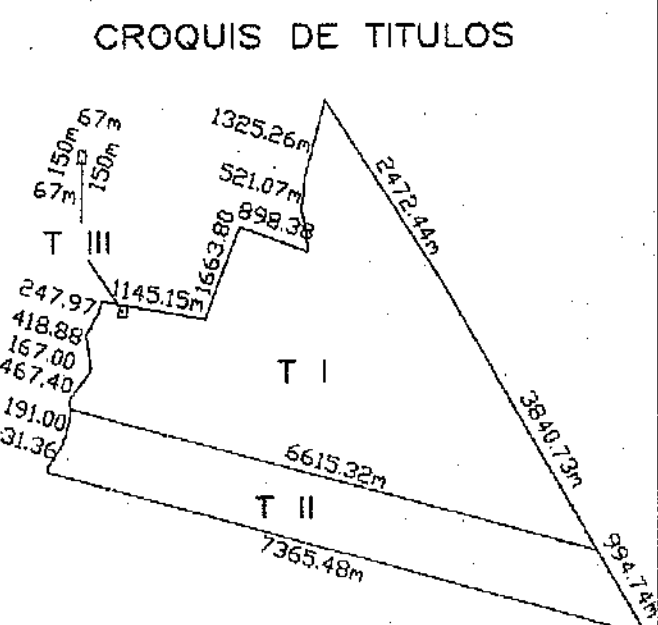 CROQUIS DE TITULOS
67m
150m
150m
67m
T III
1325.26m
521.07m
898.38
1663.80
2472.44m
247.97
1145.15m
418.88
167.00
467.40
191.00
31.36
T I
3840.73m
6615.32m
T II
7365.48m
994.74m